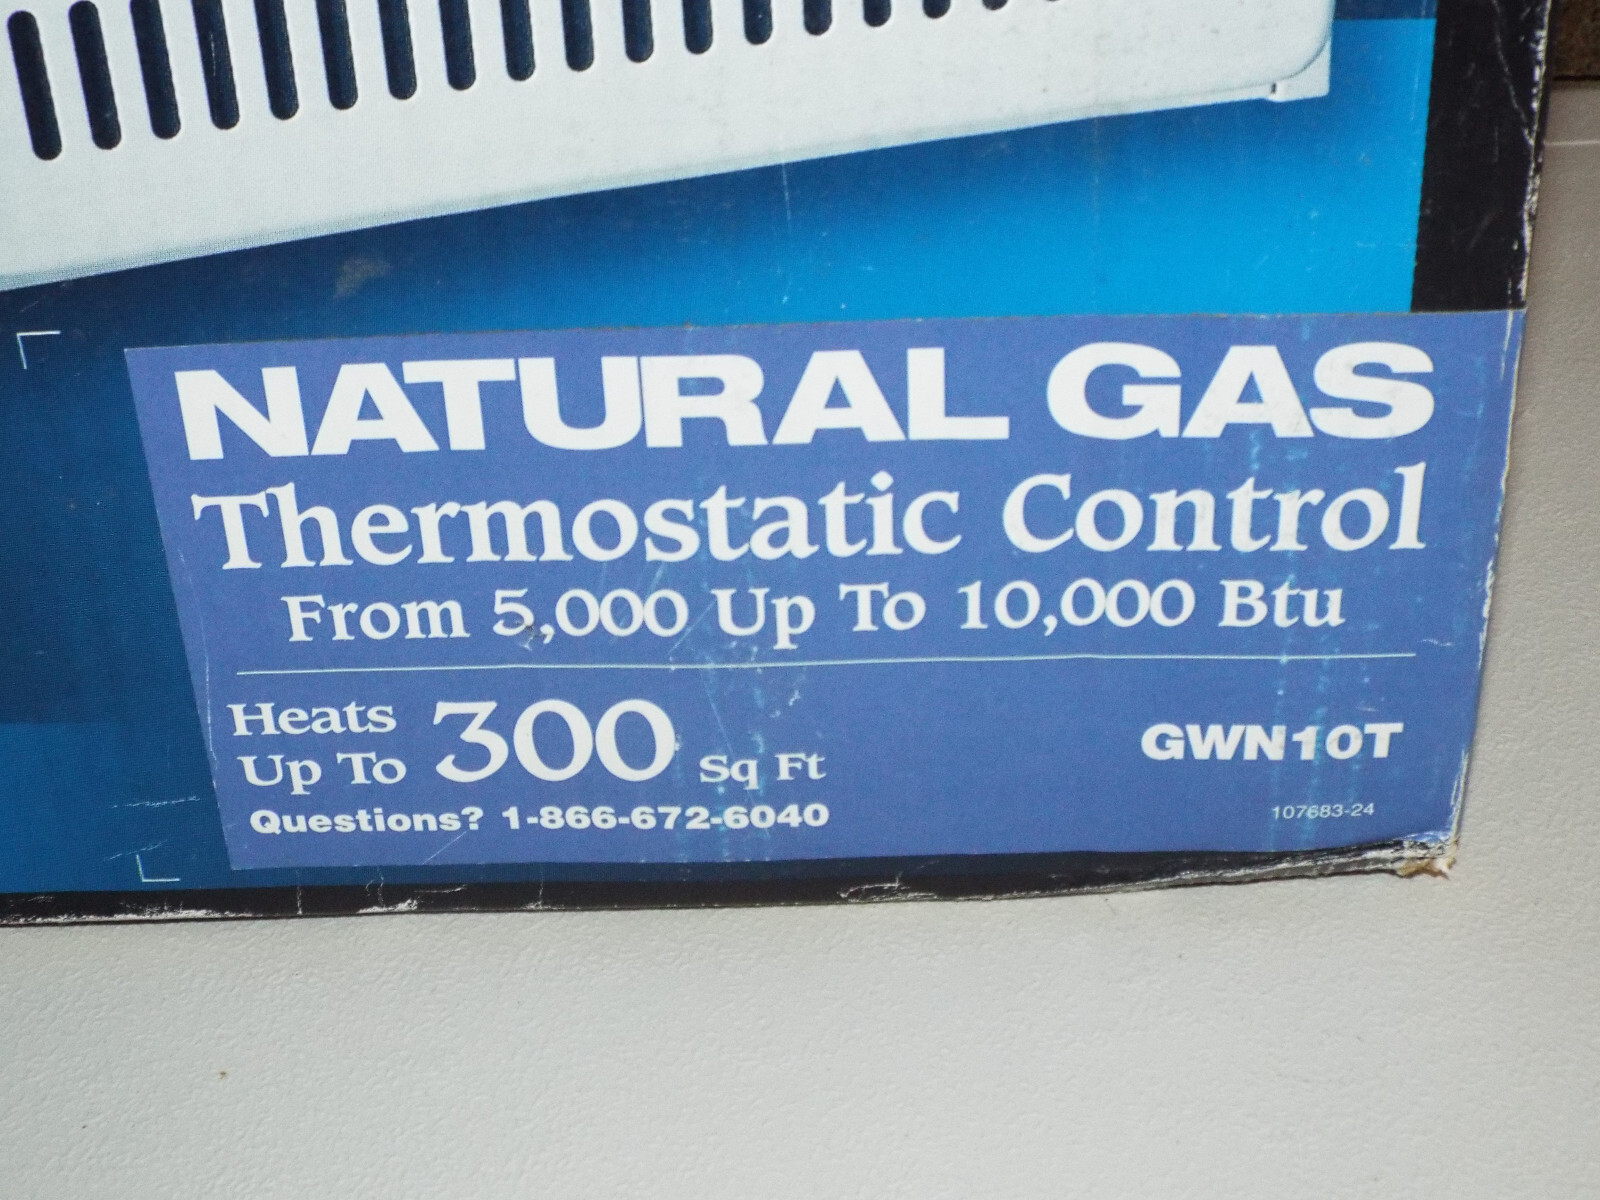 NATURAL GAS
Thermostatic Control
From 5,000 Up To 10,000 Btu
Heats
Up To 300 Sq Ft
GWN10T
Questions? 1-866-672-6040
107683-24